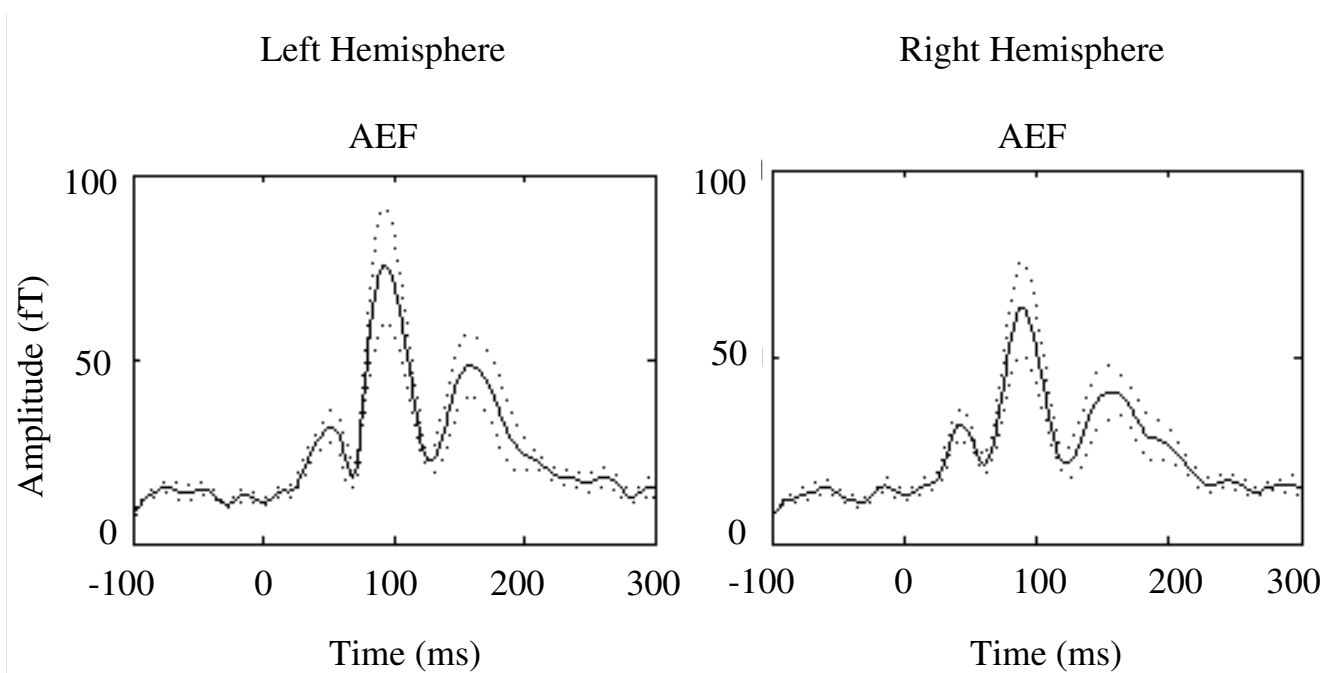 Left Hemisphere
Right Hemisphere
AEF
AEF
Amplitude (fT)
100
50
0
-100 0 100 200 300
Time (ms)
100
50
0
-100 0 100 200 300
Time (ms)